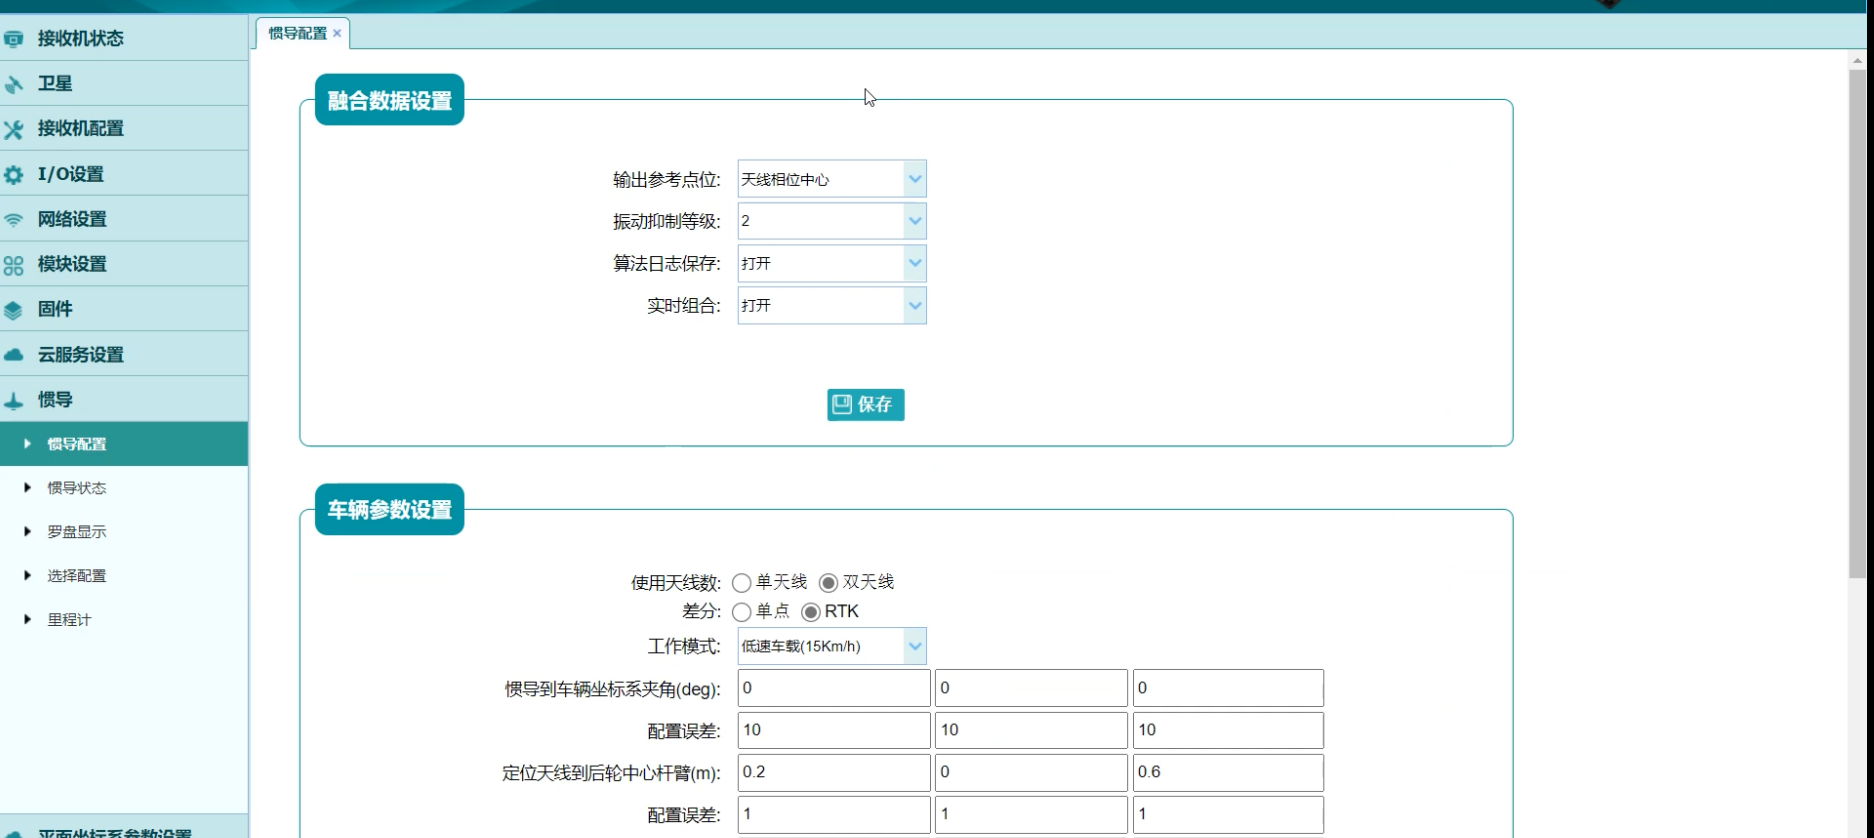 接收机状态
卫星
接收机配置
I/O设置
网络设置
模块设置
固件
云服务设置
惯导
惯导配置
惯导状态
罗盘显示
选择配置
里程计
平面坐标系参数设置
惯导配置 ×
融合数据设置
输出参考点位: 天线相位中心
振动抑制等级: 2
算法日志保存: 打开
实时组合: 打开
保存
车辆参数设置
使用天线数: 单天线 双天线
差分: 单点 RTK
工作模式: 低速车载(15Km/h)
惯导到车辆坐标系夹角(deg): 0 0 0
配置误差: 10 10 10
定位天线到后轮中心杆臂(m): 0.2 0 0.6
配置误差: 1 1 1